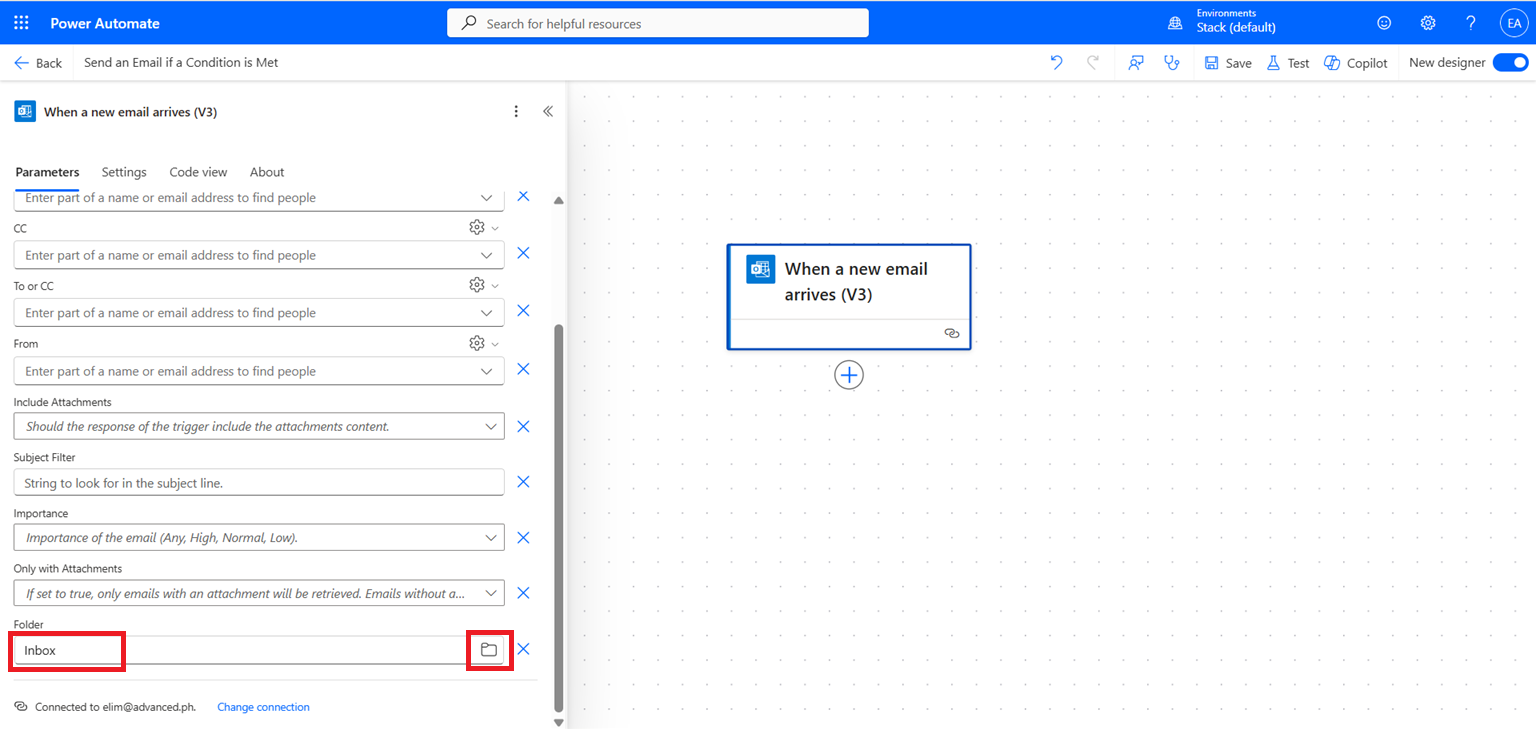 Power Automate
Search for helpful resources
Environments
Stack (default)
?
EA
Back
Send an Email if a Condition is Met
Save
Test
Copilot
New designer
When a new email arrives (V3)
Parameters
Settings
Code view
About
Enter part of a name or email address to find people
CC
Enter part of a name or email address to find people
To or CC
Enter part of a name or email address to find people
From
Enter part of a name or email address to find people
Include Attachments
Should the response of the trigger include the attachments content.
Subject Filter
String to look for in the subject line.
Importance
Importance of the email (Any, High, Normal, Low).
Only with Attachments
If set to true, only emails with an attachment will be retrieved. Emails without a...
Folder
Inbox
Connected to elim@advanced.ph.
Change connection
When a new email
arrives (V3)